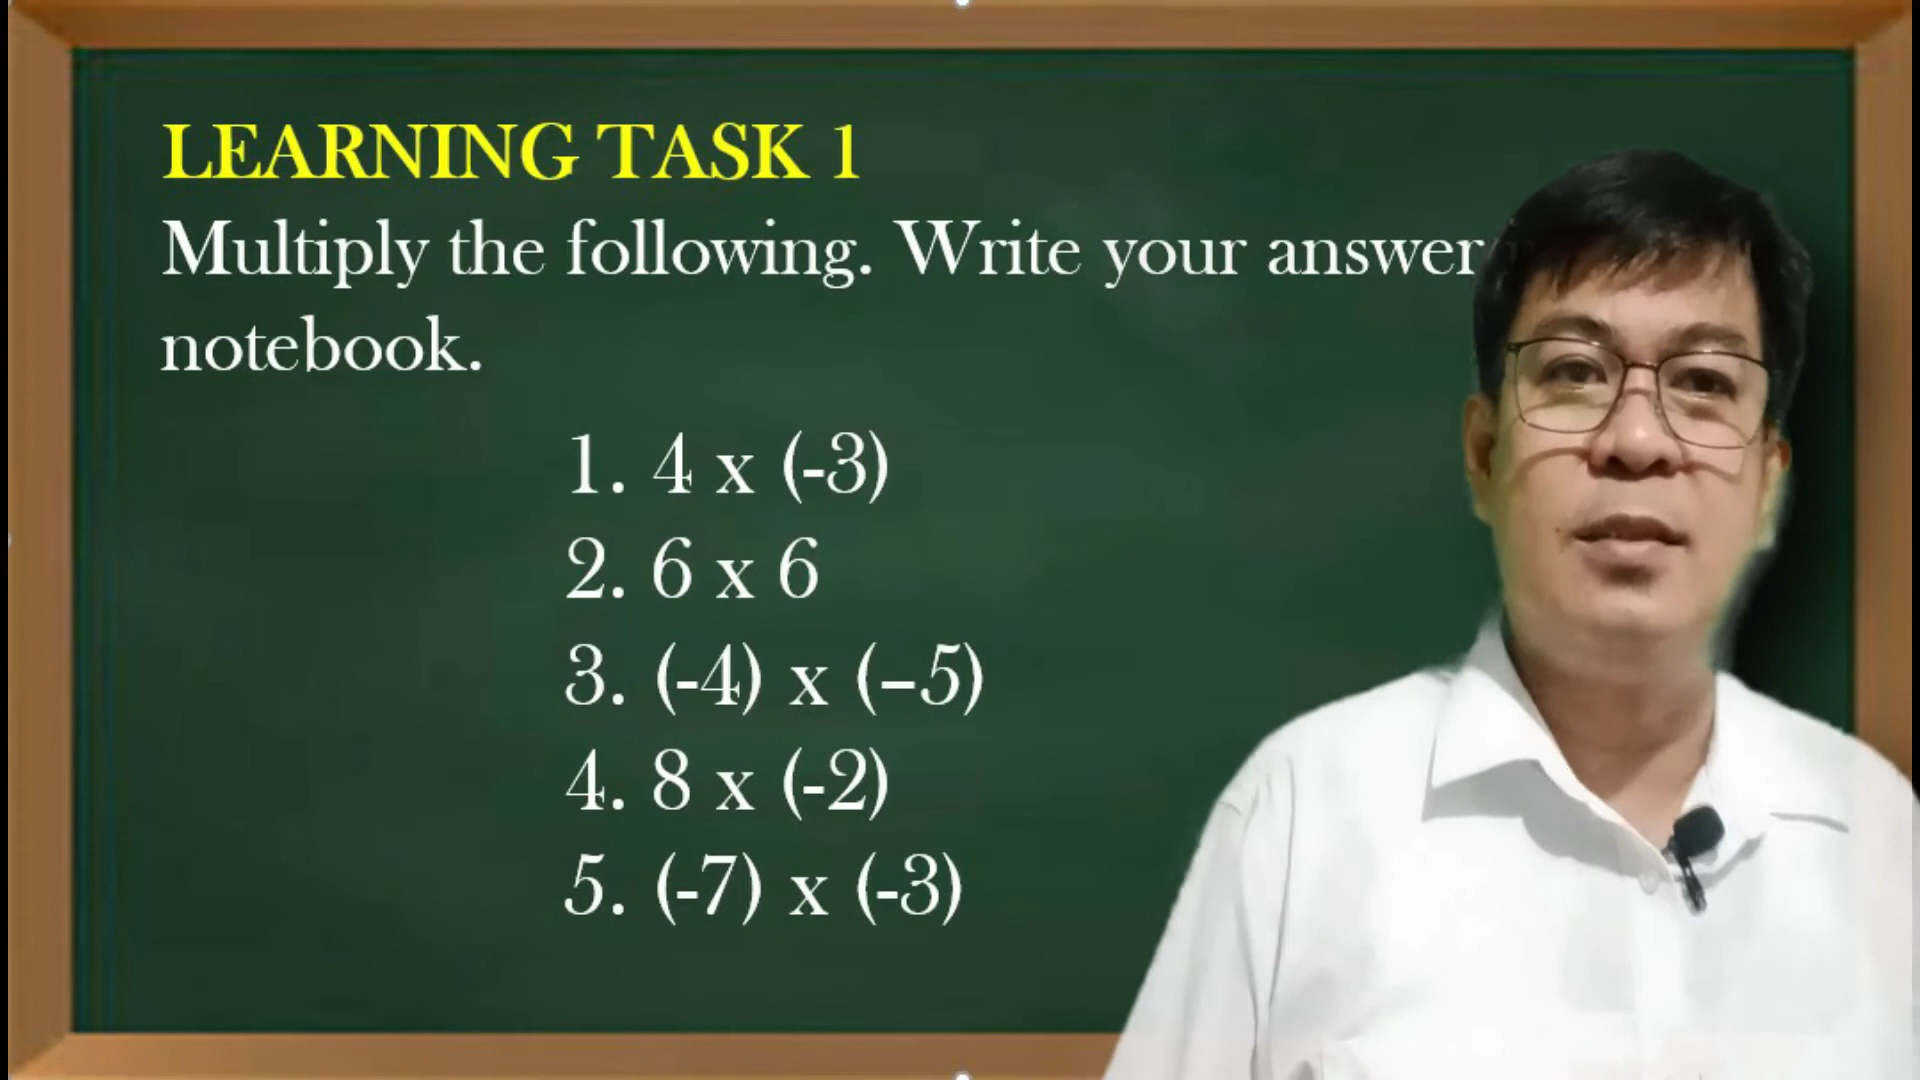 LEARNING TASK 1
Multiply the following. Write your answer
notebook.
1. 4 x (-3)
2. 6 x 6
3. (-4) x (–5)
4. 8 x (-2)
5. (-7) x (-3)